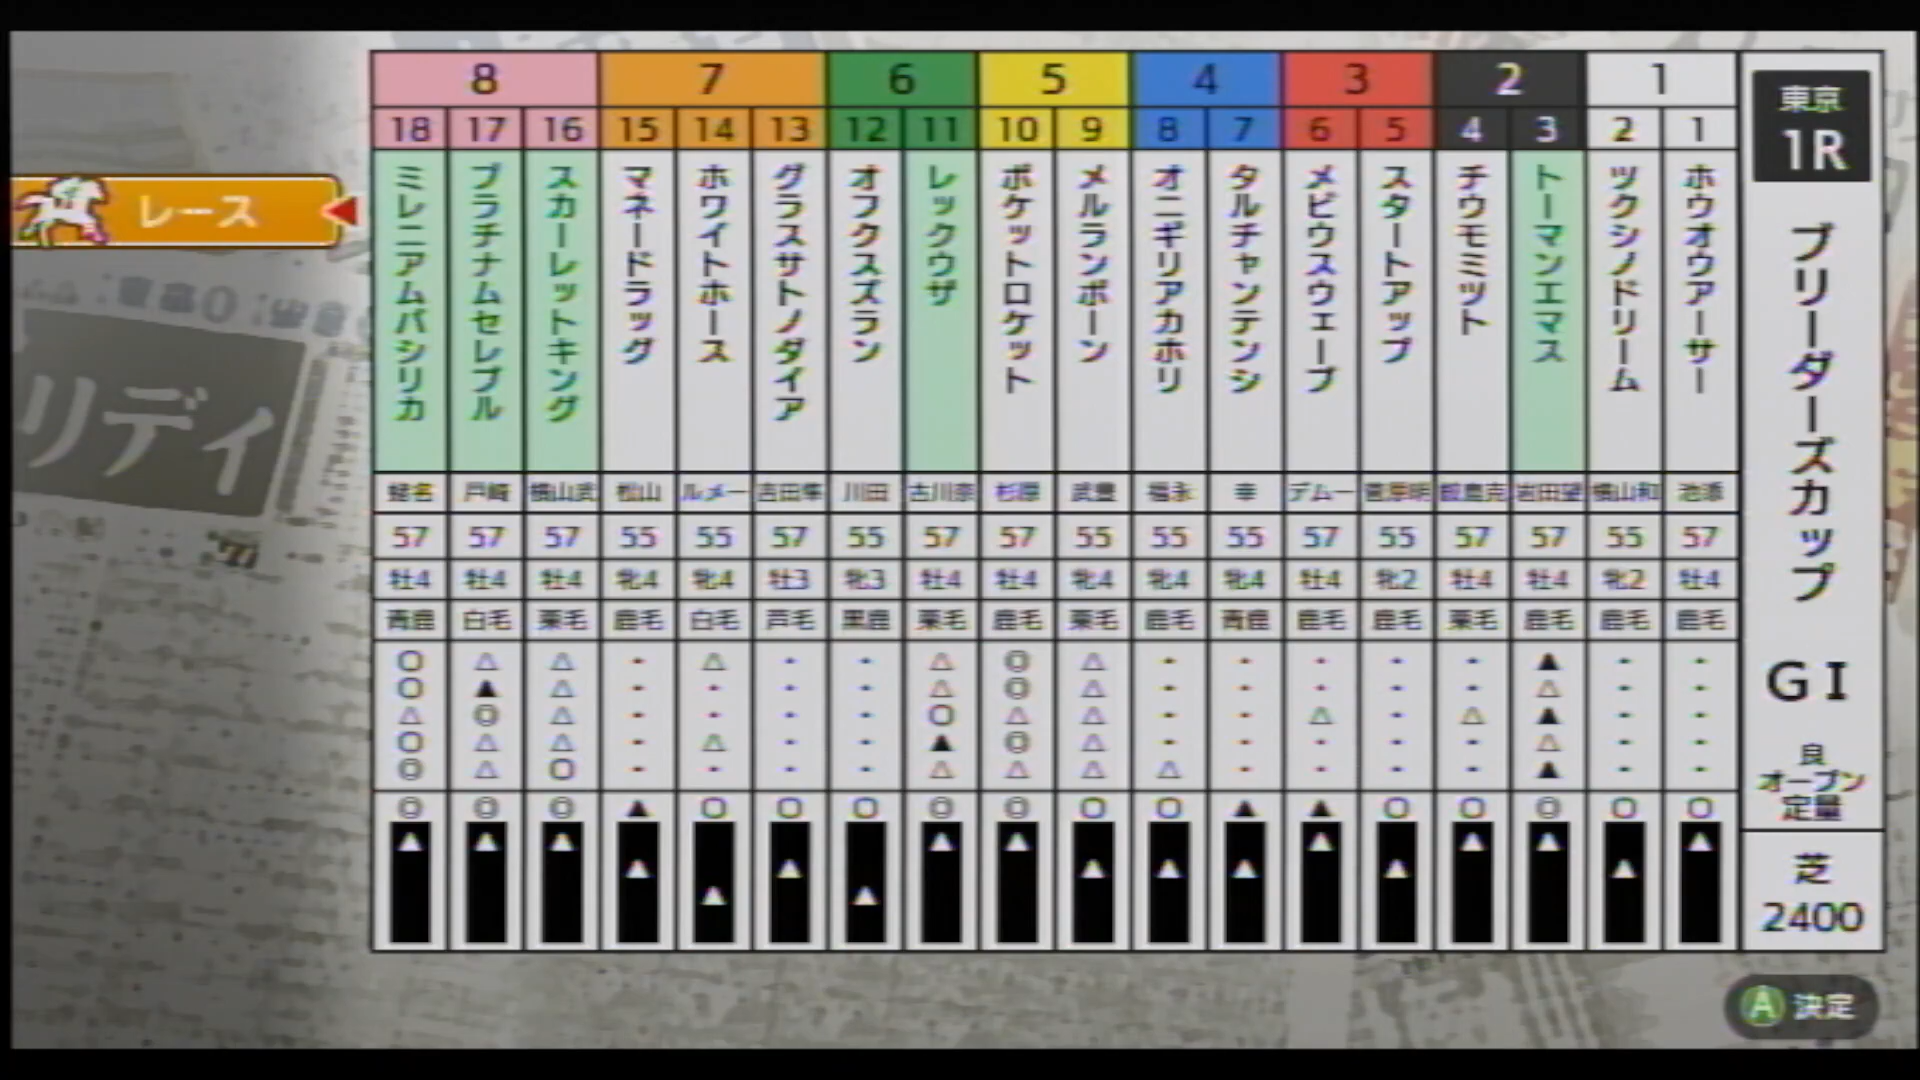 東京
1R
ブリーダーズカップ
GⅠ
良
オープン
定量
芝
2400
レース
リディ
8 7 6 5 4 3 2 1
18 17 16 15 14 13 12 11 10 9 8 7 6 5 4 3 2 1
ミレニアムバシリカ
プラチナムセレブル
スカーレットキング
マネードラッグ
ホワイトホース
グラスサトノダイア
オフクスズラン
レックウザ
ポケットロケット
メルランボーン
オニギリアカホリ
タルチャンテンシ
メビウスウェーブ
スタートアップ
チウモミツト
トーマンエマス
ツクシノドリーム
ホウオウアーサー
蛯名 戸崎 横山武 松山 ルメー 吉田隼 川田 古川奈 杉原 武豊 福永 幸 デムー 菅原明 飯島克 岩田望 横山和 池添
57 57 57 55 55 57 55 57 57 55 55 55 57 55 57 57 55 57
牡4 牡4 牡4 牝4 牝4 牡3 牝3 牡4 牡4 牝4 牝4 牝4 牡4 牝2 牡4 牡4 牝2 牡4
青鹿 白毛 栗毛 鹿毛 白毛 芦毛 黒鹿 栗毛 鹿毛 栗毛 鹿毛 青鹿 鹿毛 鹿毛 栗毛 鹿毛 鹿毛 鹿毛
○ △ △ - △ - - △ ◎ △ - - - - - ▲ - -
○ ▲ △ - - - - △ ◎ △ - - - - - △ - -
△ ◎ △ - - - - ○ △ △ - - △ - △ ▲ - -
○ △ △ - △ - - ▲ ◎ △ - - - - - △ - -
◎ △ ○ - - - - △ △ △ △ - - - - ▲ - -
◎ ◎ ◎ ▲ ○ ○ ○ ◎ ◎ ○ ○ ▲ ▲ ○ ○ ◎ ○ ○
A 決定